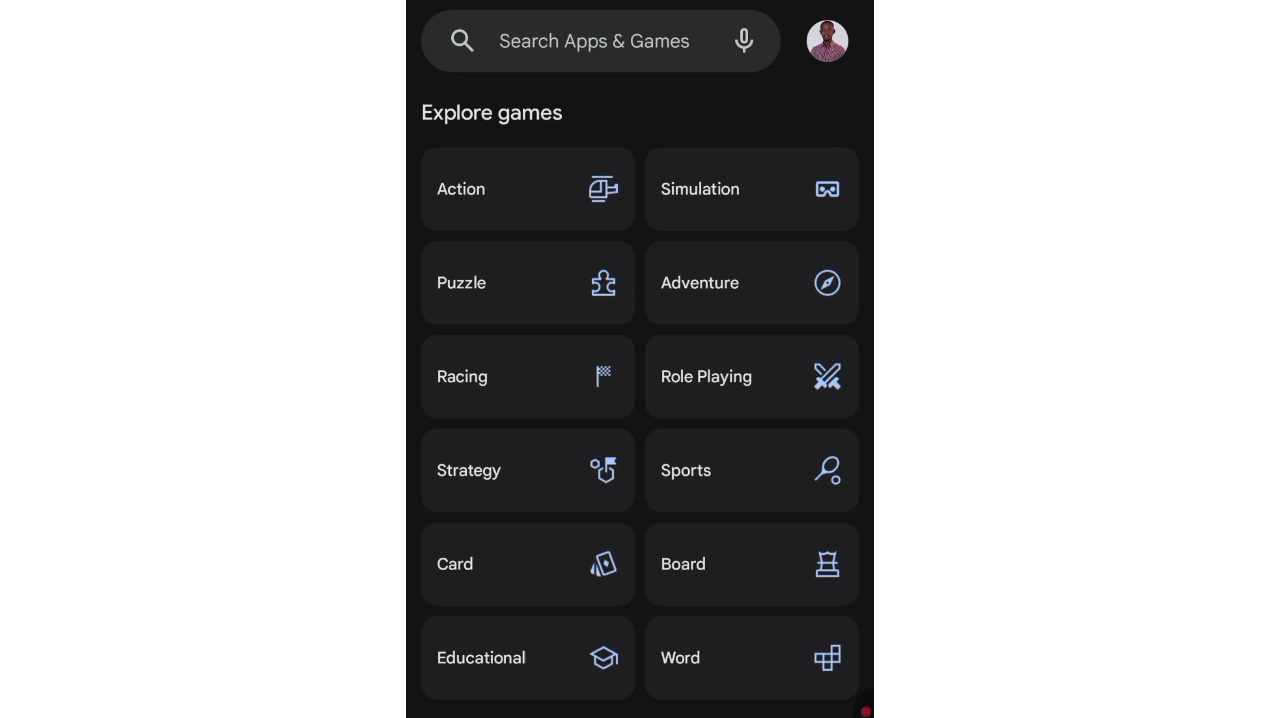 Search Apps & Games
Explore games
Action
Simulation
Puzzle
Adventure
Racing
Role Playing
Strategy
Sports
Card
Board
Educational
Word